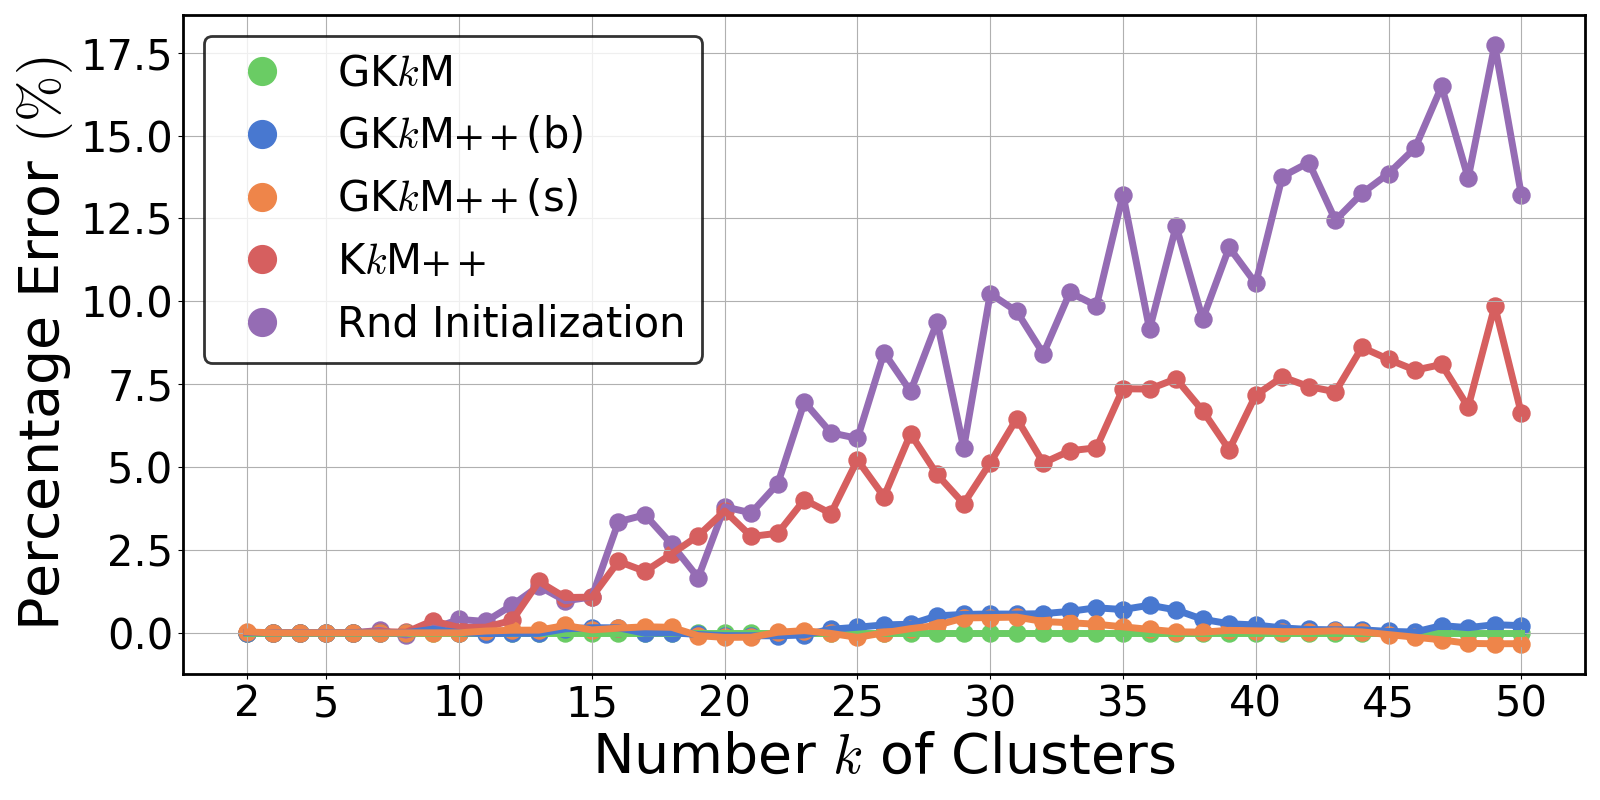 Percentage Error (%)
17.5
15.0
12.5
10.0
7.5
5.0
2.5
0.0
GKkM
GKkM++(b)
GKkM++(s)
KkM++
Rnd Initialization
2 5 10 15 20 25 30 35 40 45 50
Number k of Clusters